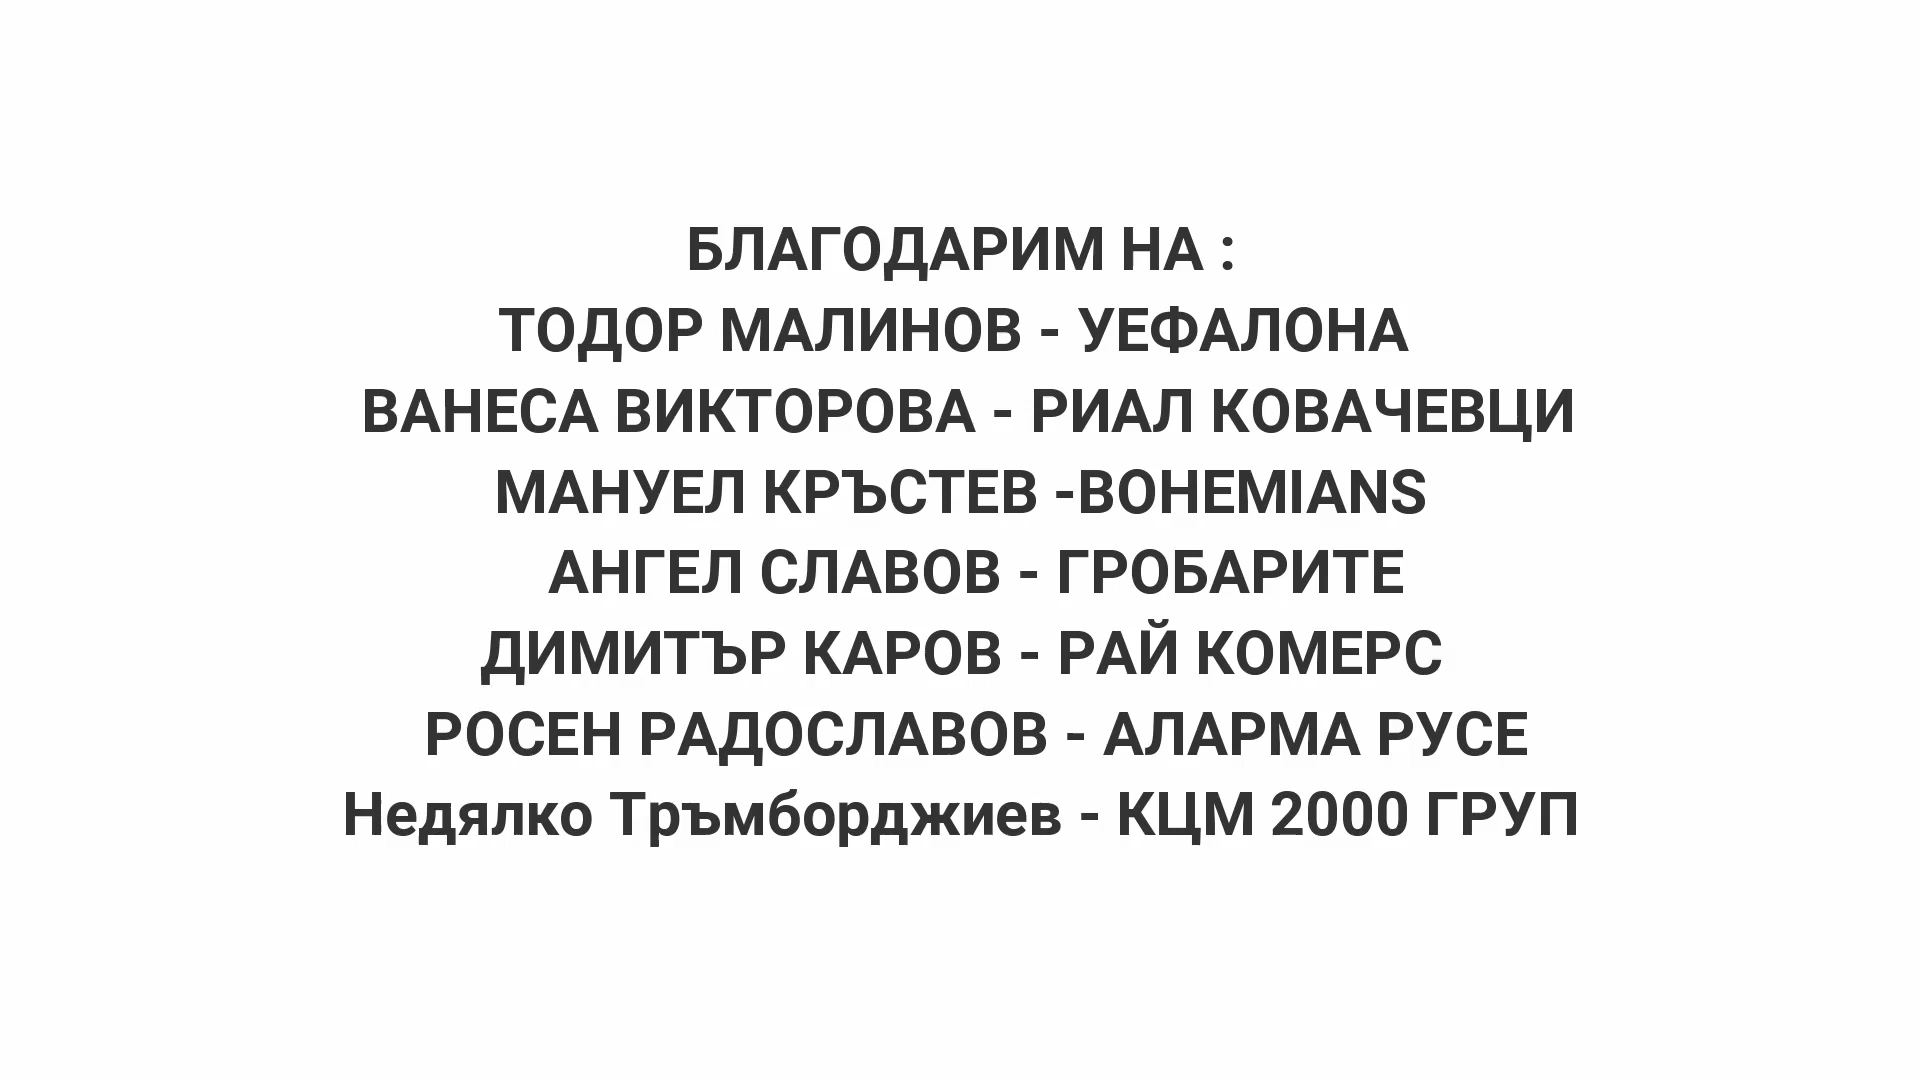 БЛАГОДАРИМ НА :
ТОДОР МАЛИНОВ - УЕФАЛОНА
ВАНЕСА ВИКТОРОВА - РИАЛ КОВАЧЕВЦИ
МАНУЕЛ КРЪСТЕВ -BOHEMIANS
АНГЕЛ СЛАВОВ - ГРОБАРИТЕ
ДИМИТЪР КАРОВ - РАЙ КОМЕРС
РОСЕН РАДОСЛАВОВ - АЛАРМА РУСЕ
Недялко Тръмборджиев - КЦМ 2000 ГРУП